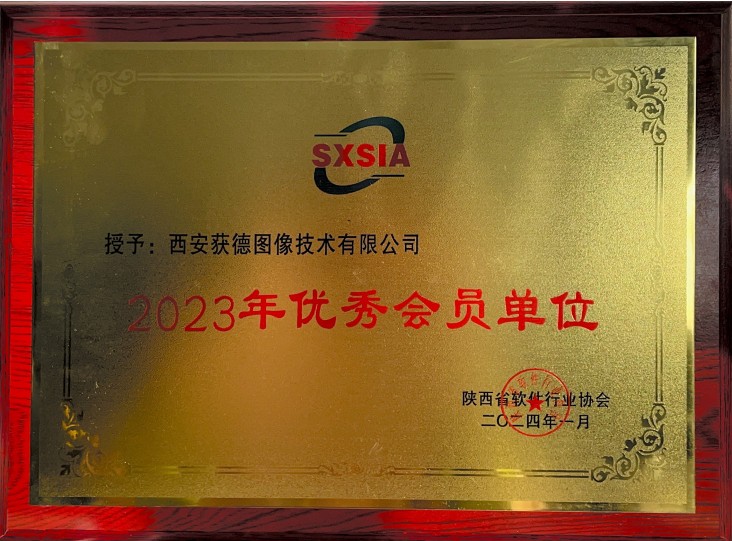 SXSIA
授予：西安获德图像技术有限公司
2023年优秀会员单位
陕西省软件行业协会
二〇二四年一月